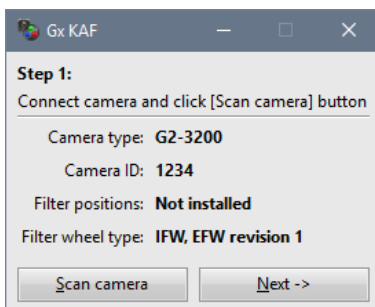 Gx KAF
Step 1:
Connect camera and click [Scan camera] button
Camera type: G2-3200
Camera ID: 1234
Filter positions: Not installed
Filter wheel type: IFW, EFW revision 1
Scan camera Next ->